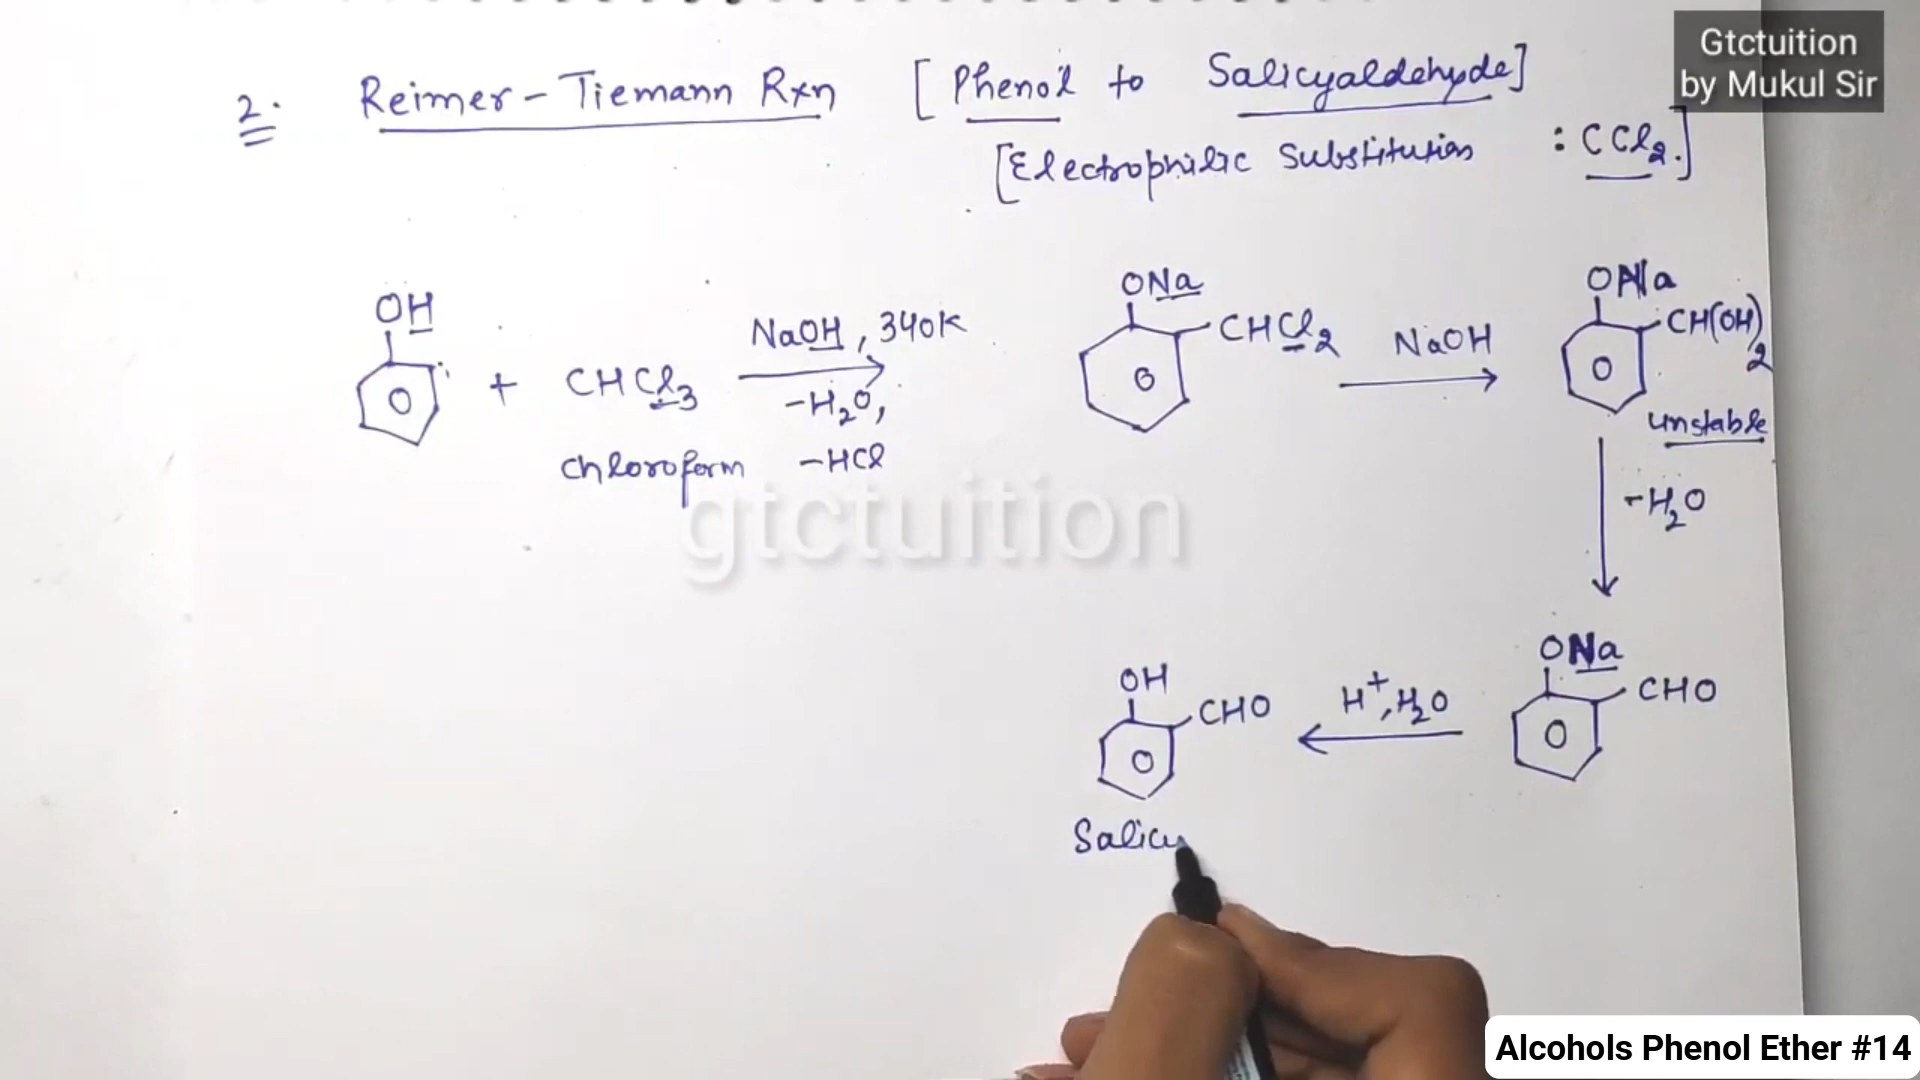 Gtctuition
by Mukul Sir
2. Reimer-Tiemann Rxn [Phenol to Salicyaldehyde]
[Electrophilic Substitution :CCl2.]
OH
+ CHCl3
chloroform
NaOH, 340K
-H2O,
-HCl
ONa
CHCl2
NaOH
ONa
CH(OH)2
unstable
-H2O
gtctuition
ONa
CHO
H+, H2O
OH
CHO
Salicy
Alcohols Phenol Ether #14